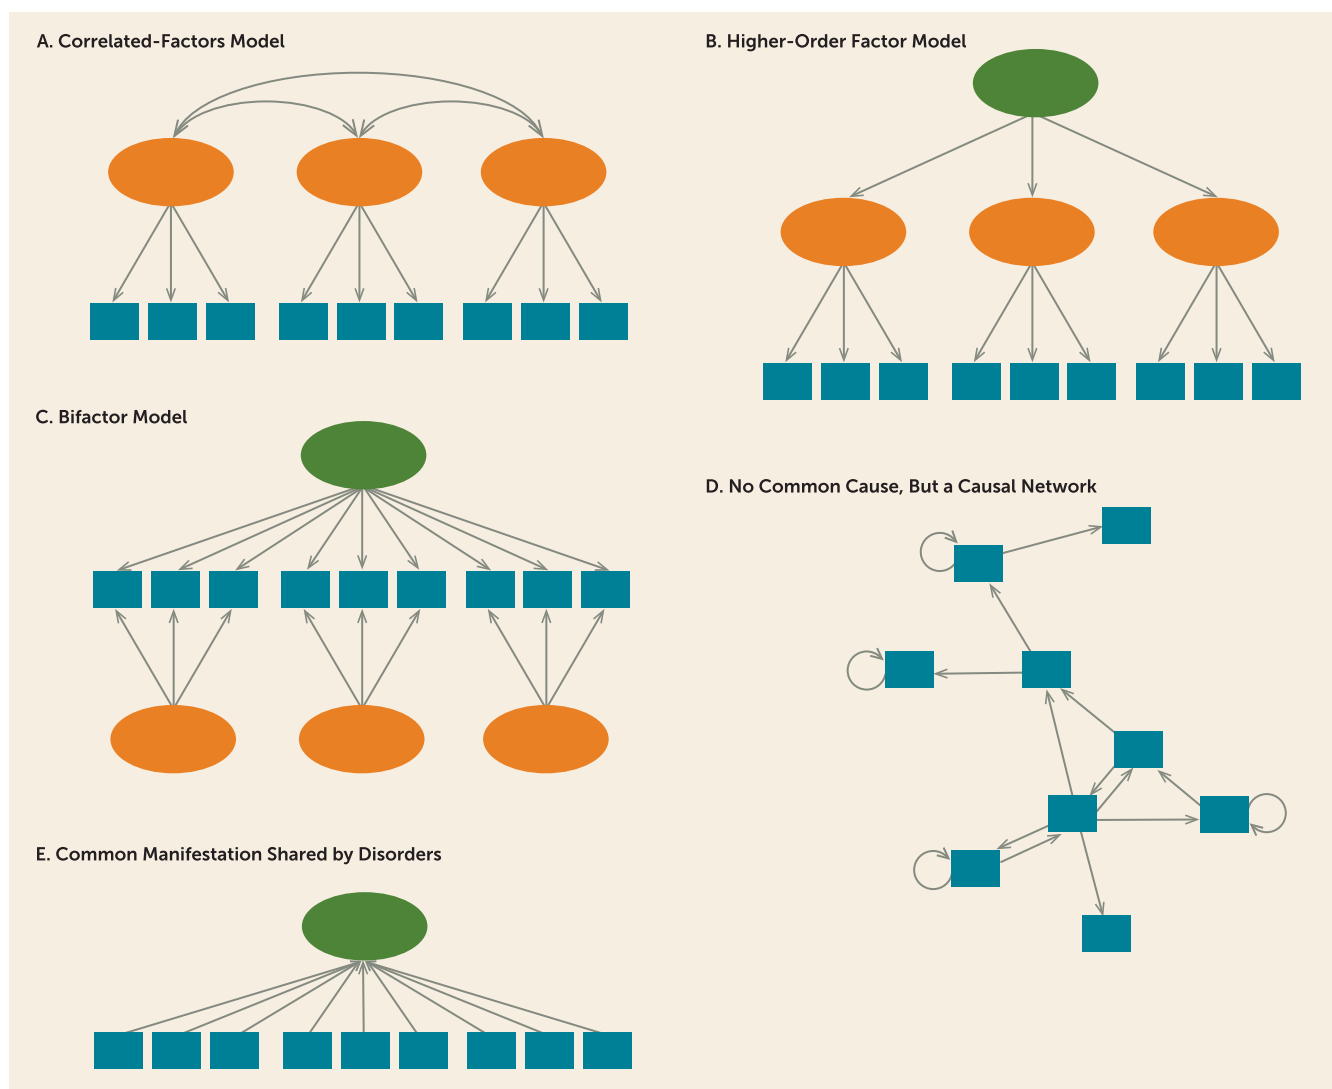 A. Correlated-Factors Model
B. Higher-Order Factor Model
C. Bifactor Model
D. No Common Cause, But a Causal Network
E. Common Manifestation Shared by Disorders